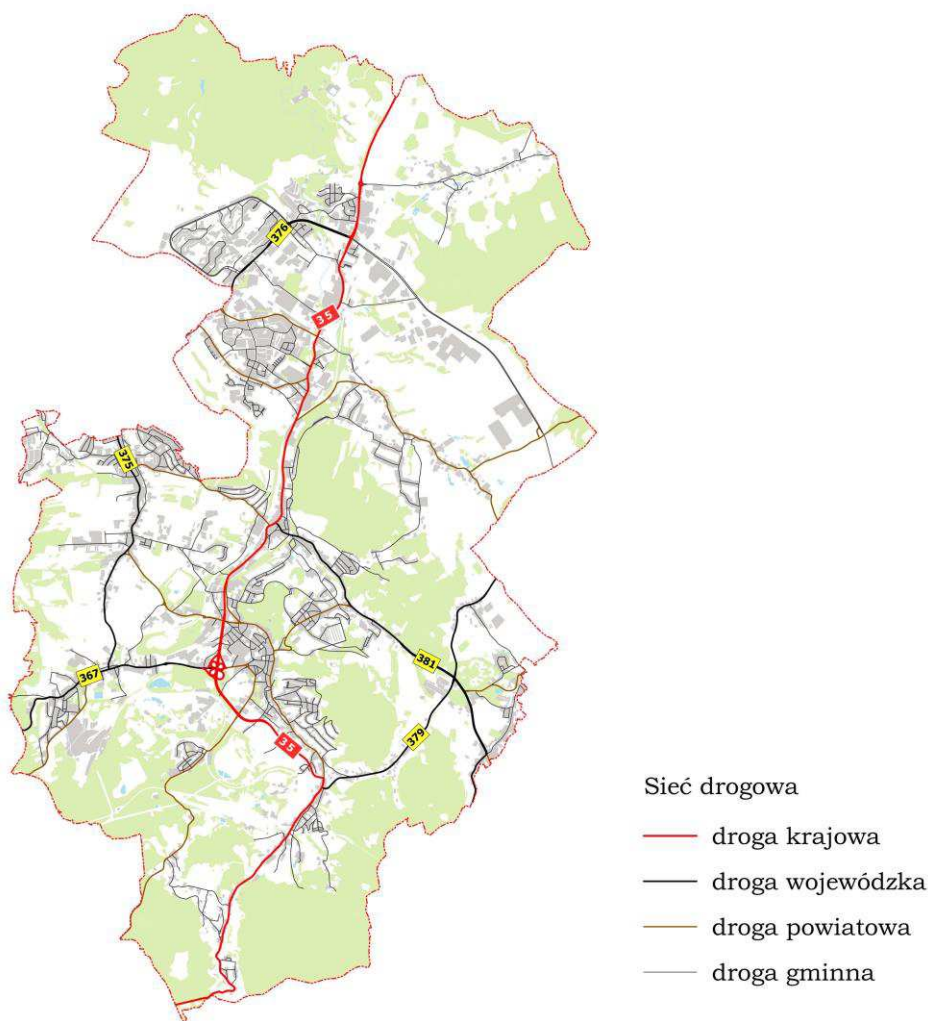 376
35
375
381
367
379
35
Sieć drogowa
droga krajowa
droga wojewódzka
droga powiatowa
droga gminna